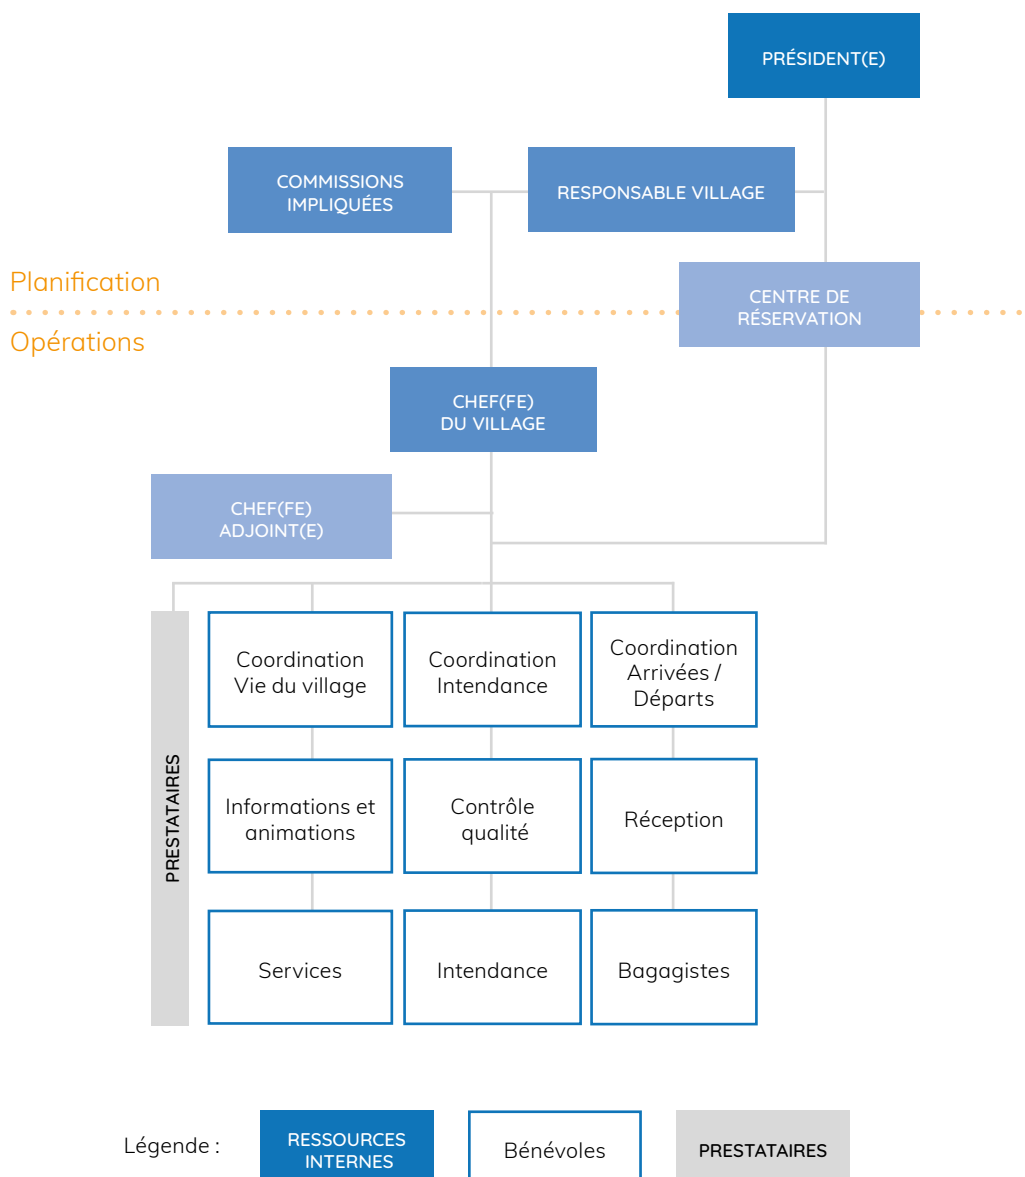 PRÉSIDENT(E)
COMMISSIONS
IMPLIQUÉES
RESPONSABLE VILLAGE
Planification
CENTRE DE
RÉSERVATION
Opérations
CHEF(FE)
DU VILLAGE
CHEF(FE)
ADJOINT(E)
PRESTATAIRES
Coordination
Vie du village
Coordination
Intendance
Coordination
Arrivées /
Départs
Informations et
animations
Contrôle
qualité
Réception
Services
Intendance
Bagagistes
Légende :
RESSOURCES
INTERNES
Bénévoles
PRESTATAIRES